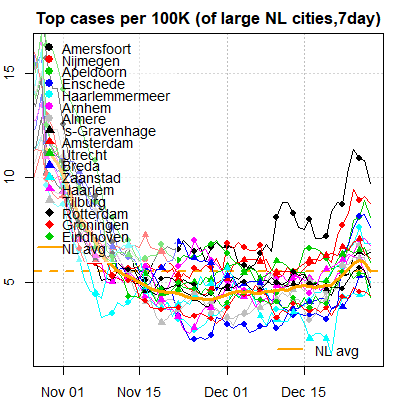 Top cases per 100K (of large NL cities,7day)
15
10
5
Amersfoort
Nijmegen
Apeldoorn
Enschede
Haarlemmermeer
Arnhem
Almere
's-Gravenhage
Amsterdam
Utrecht
Breda
Zaanstad
Haarlem
Tilburg
Rotterdam
Groningen
Eindhoven
NL avg
NL avg
Nov 01
Nov 15
Dec 01
Dec 15